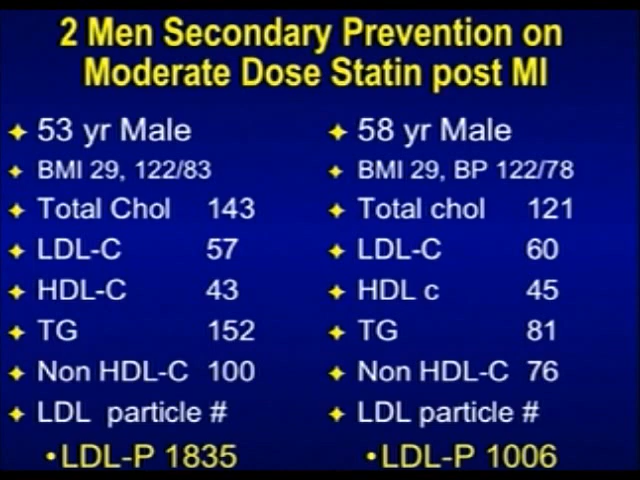 2 Men Secondary Prevention on
Moderate Dose Statin post MI
53 yr Male
BMI 29, 122/83
Total Chol 143
LDL-C 57
HDL-C 43
TG 152
Non HDL-C 100
LDL particle #
•LDL-P 1835
58 yr Male
BMI 29, BP 122/78
Total chol 121
LDL-C 60
HDL c 45
TG 81
Non HDL-C 76
LDL particle #
•LDL-P 1006